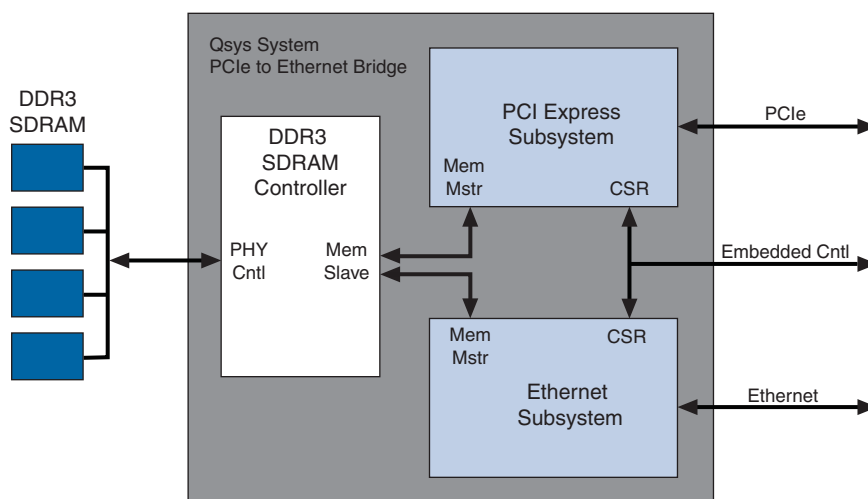 Qsys System
PCIe to Ethernet Bridge
DDR3
SDRAM
DDR3
SDRAM
Controller
PHY
Cntl
Mem
Slave
PCI Express
Subsystem
Mem
Mstr
CSR
PCIe
Embedded Cntl
Mem
Mstr
CSR
Ethernet
Subsystem
Ethernet